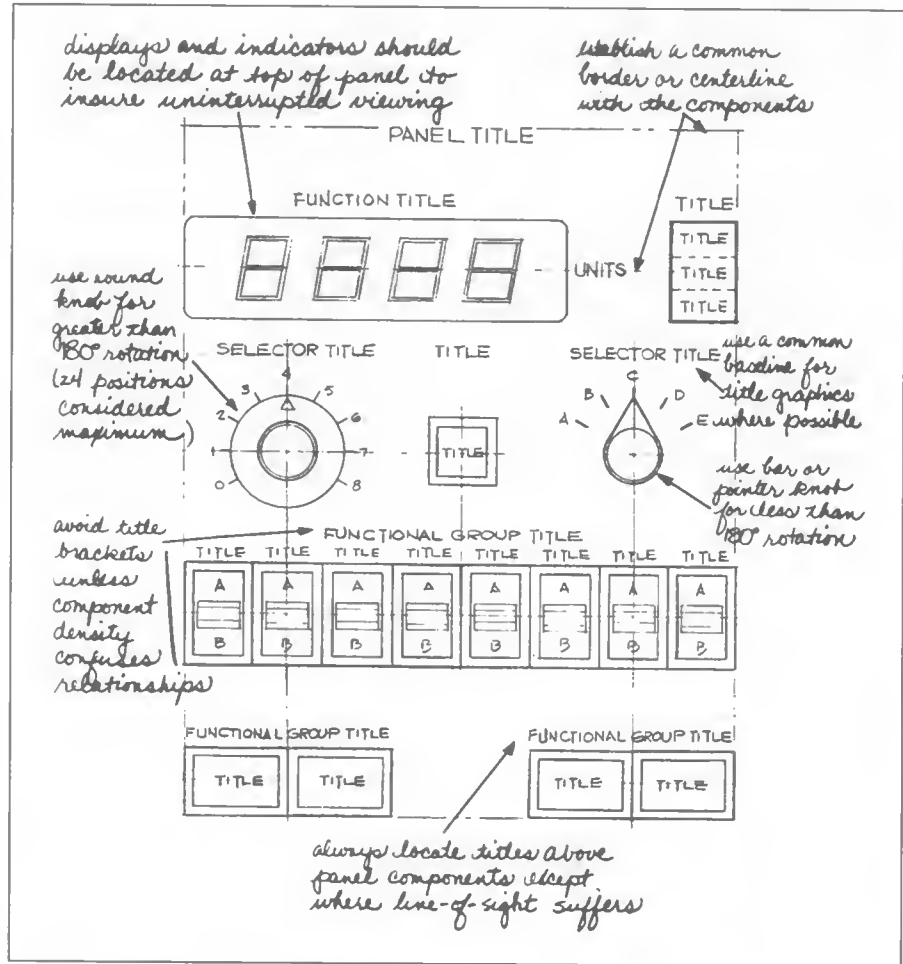 displays and indicators should
be located at top of panel to
insure uninterrupted viewing
establish a common
border or centerline
with the components
PANEL TITLE
FUNCTION TITLE
TITLE
TITLE
TITLE
TITLE
UNITS
use round
knob for
greater than
180° rotation
(24 positions
considered
maximum)
SELECTOR TITLE
0 1 2 3 4 5 6 7 8
TITLE
TITLE
SELECTOR TITLE
A B C D E
use a common
baseline for
title graphics
where possible
use bar or
pointer knob
for less than
180° rotation
avoid title
brackets
unless
component
density
confuses
relationships
FUNCTIONAL GROUP TITLE
TITLE TITLE TITLE TITLE TITLE TITLE TITLE TITLE
A A A A A A A A
B B B B B B B B
FUNCTIONAL GROUP TITLE
TITLE TITLE
FUNCTIONAL GROUP TITLE
TITLE TITLE
always locate titles above
panel components except
where line-of-sight suffers